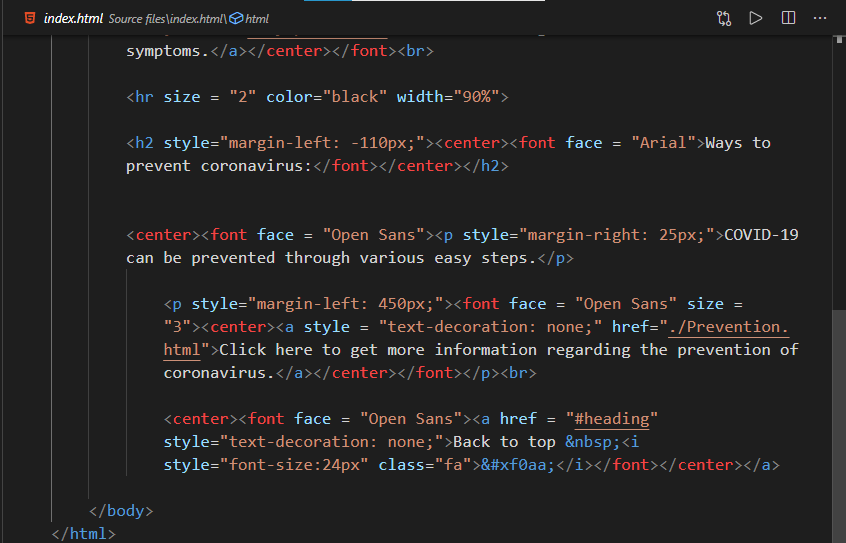 index.html Source files\index.html\html
symptoms.</a></center></font><br>
<hr size = "2" color="black" width="90%">
<h2 style="margin-left: -110px;"><center><font face = "Arial">Ways to
prevent coronavirus:</font></center></h2>
<center><font face = "Open Sans"><p style="margin-right: 25px;">COVID-19
can be prevented through various easy steps.</p>
<p style="margin-left: 450px;"><font face = "Open Sans" size =
"3"><center><a style = "text-decoration: none;" href="./Prevention.
html">Click here to get more information regarding the prevention of
coronavirus.</a></center></font></p><br>
<center><font face = "Open Sans"><a href = "#heading"
style="text-decoration: none;">Back to top &nbsp;<i
style="font-size:24px" class="fa">&#xf0aa;</i></font></center></a>
</body>
</html>